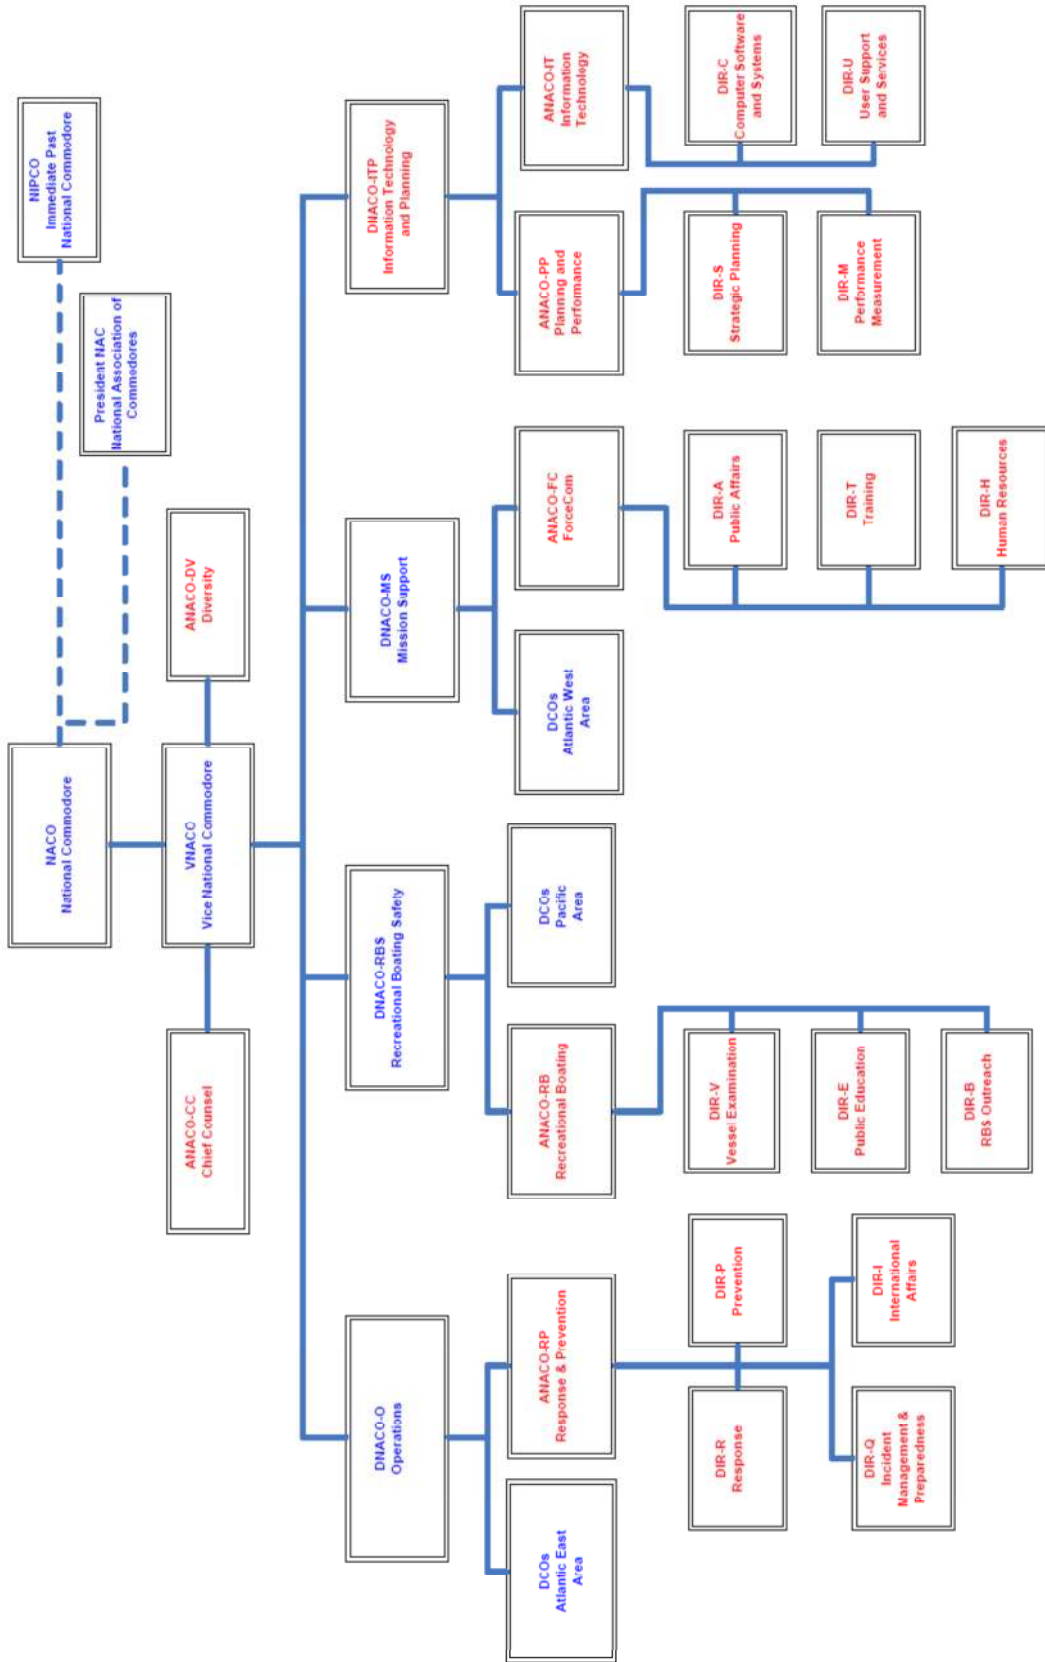 NACO
National Commodore
NIPCO
Immediate Past
National Commodore
President NAC
National Association of
Commodores
ANACO-CC
Chief Counsel
VNACO
Vice National Commodore
ANACO-DV
Diversity
DNACO-O
Operations
DNACO-RBS
Recreational Boating Safety
DNACO-MS
Mission Support
DNACO-ITP
Information Technology
and Planning
DCOs
Atlantic East
Area
ANACO-RP
Response & Prevention
ANACO-RB
Recreational Boating
DCOs
Pacific
Area
DCOs
Atlantic West
Area
ANACO-FC
ForceCom
ANACO-PP
Planning and
Performance
ANACO-IT
Information
Technology
DIR-R
Response
DIR-P
Prevention
DIR-V
Vessel Examination
DIR-A
Public Affairs
DIR-S
Strategic Planning
DIR-C
Computer Software
and Systems
DIR-Q
Incident
Management &
Preparedness
DIR-I
International
Affairs
DIR-E
Public Education
DIR-T
Training
DIR-M
Performance
Measurement
DIR-U
User Support
and Services
DIR-B
RBS Outreach
DIR-H
Human Resources